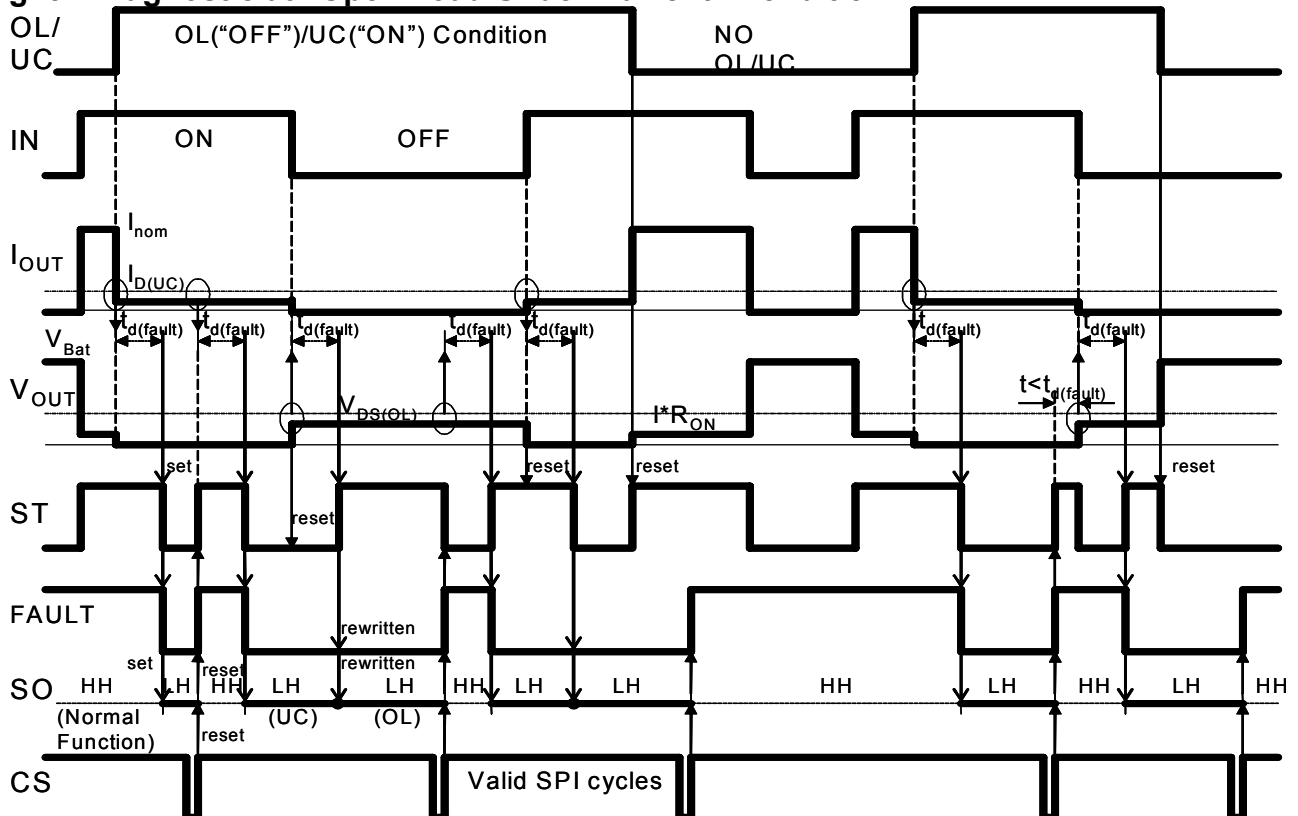 OL/
UC
OL("OFF")/UC("ON") Condition
NO
OL/UC
IN
ON
OFF
I_OUT
I_nom
I_D(UC)
t_d(fault) t_d(fault) t_d(fault) t_d(fault) t_d(fault) t_d(fault) t_d(fault)
V_Bat
V_OUT
V_DS(OL)
I*R_ON
t<t_d(fault)
set
reset
reset
reset
ST
reset
FAULT
rewritten
set
reset
rewritten
SO
HH LH HH LH LH HH LH LH HH LH HH LH HH
(Normal
Function)
(UC)
(OL)
reset
CS
Valid SPI cycles